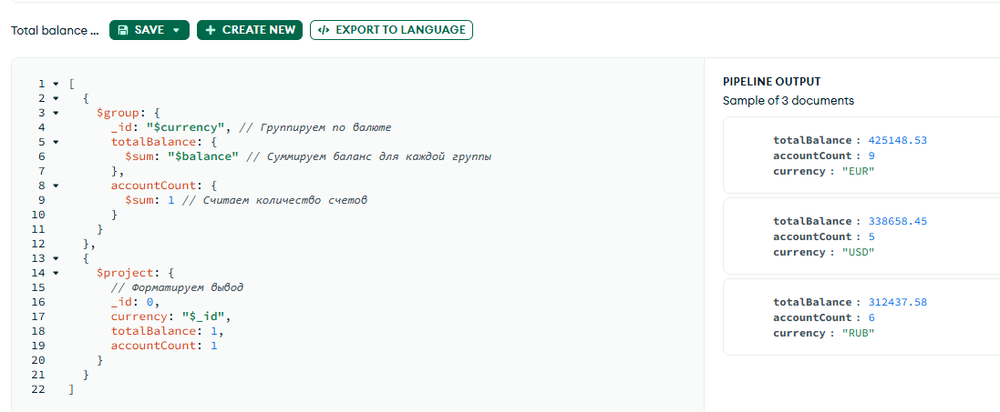 Total balance ...
SAVE
CREATE NEW
</> EXPORT TO LANGUAGE
1 [
2 {
3 $group: {
4 _id: "$currency", // Группируем по валюте
5 totalBalance: {
6 $sum: "$balance" // Суммируем баланс для каждой группы
7 },
8 accountCount: {
9 $sum: 1 // Считаем количество счетов
10 }
11 }
12 },
13 {
14 $project: {
15 // Форматируем вывод
16 _id: 0,
17 currency: "$_id",
18 totalBalance: 1,
19 accountCount: 1
20 }
21 }
22 ]
PIPELINE OUTPUT
Sample of 3 documents
totalBalance : 425148.53
accountCount : 9
currency : "EUR"
totalBalance : 338658.45
accountCount : 5
currency : "USD"
totalBalance : 312437.58
accountCount : 6
currency : "RUB"